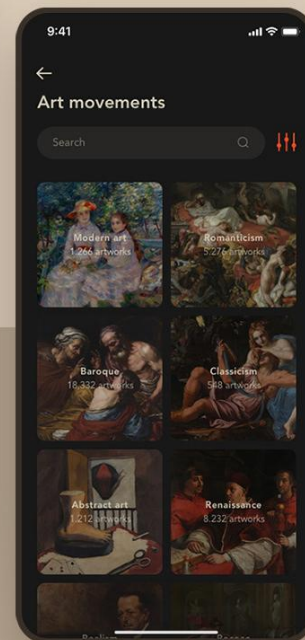 9:41
Art movements
Search
Modern art
1.266 artworks
Romanticism
5.276 artworks
Baroque
18.332 artworks
Classicism
548 artworks
Abstract art
1.212 artworks
Renaissance
8.232 artworks
Realism